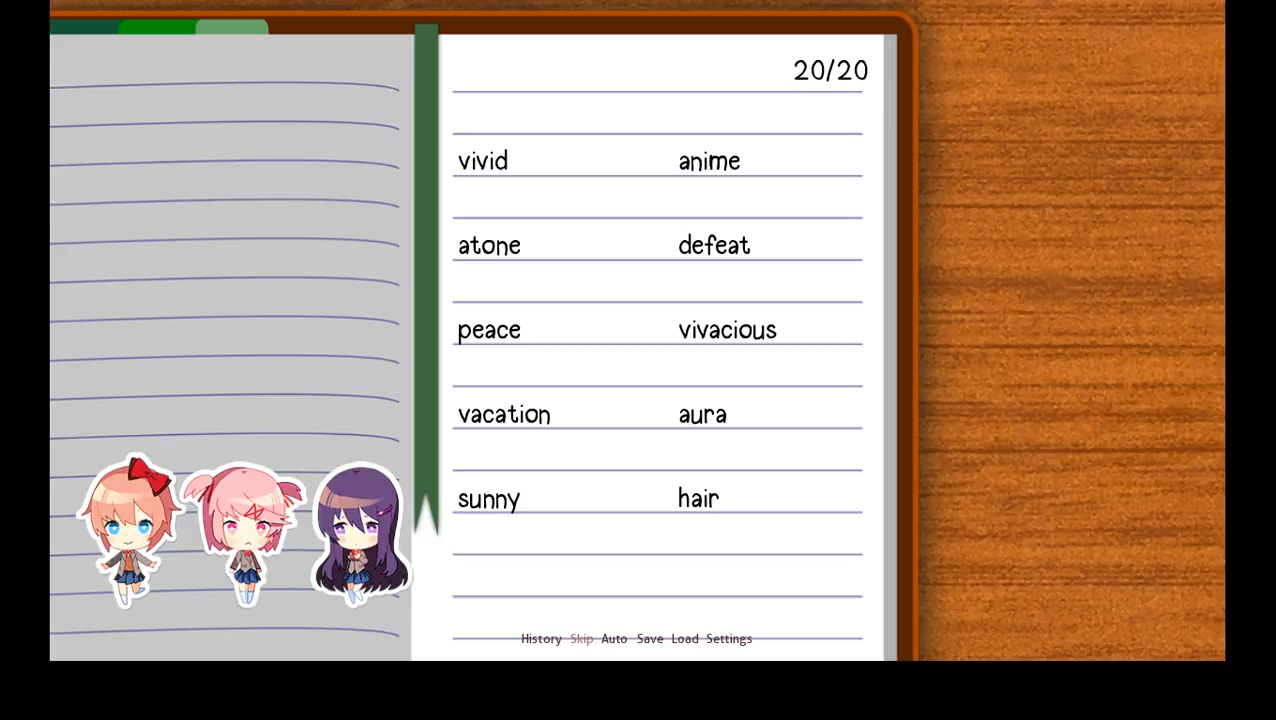 20/20
vivid anime
atone defeat
peace vivacious
vacation aura
sunny hair
History Skip Auto Save Load Settings